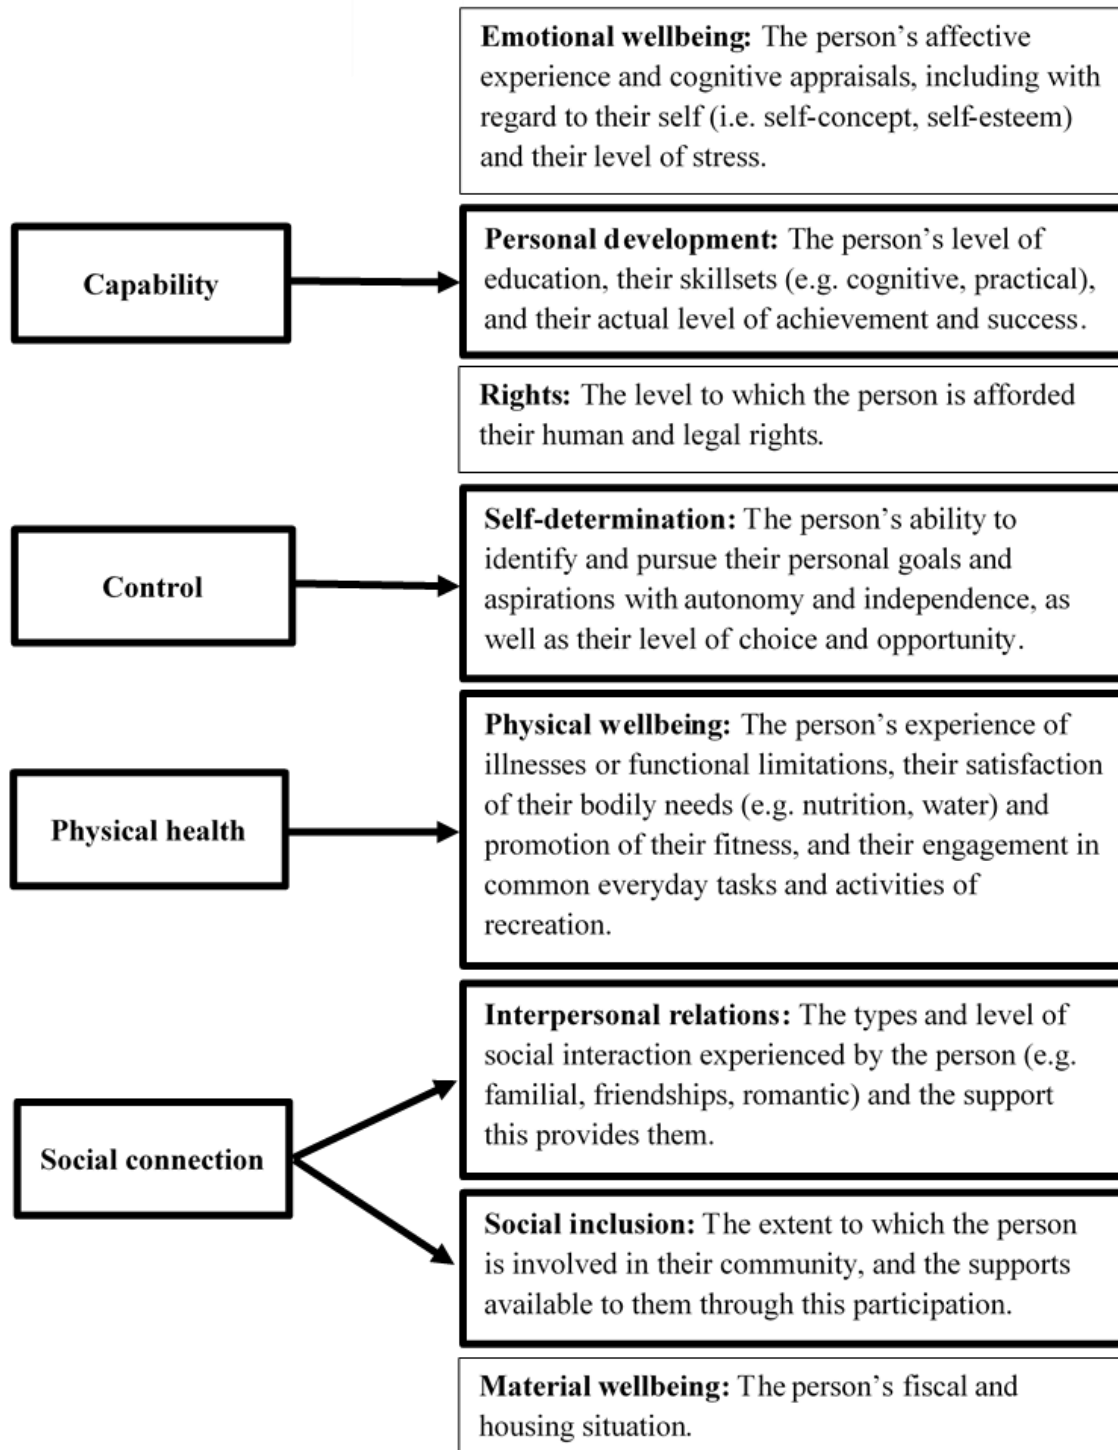 Emotional wellbeing: The person's affective
experience and cognitive appraisals, including with
regard to their self (i.e. self-concept, self-esteem)
and their level of stress.
Capability
Personal development: The person's level of
education, their skillsets (e.g. cognitive, practical),
and their actual level of achievement and success.
Rights: The level to which the person is afforded
their human and legal rights.
Control
Self-determination: The person's ability to
identify and pursue their personal goals and
aspirations with autonomy and independence, as
well as their level of choice and opportunity.
Physical health
Physical wellbeing: The person's experience of
illnesses or functional limitations, their satisfaction
of their bodily needs (e.g. nutrition, water) and
promotion of their fitness, and their engagement in
common everyday tasks and activities of
recreation.
Social connection
Interpersonal relations: The types and level of
social interaction experienced by the person (e.g.
familial, friendships, romantic) and the support
this provides them.
Social inclusion: The extent to which the person
is involved in their community, and the supports
available to them through this participation.
Material wellbeing: The person's fiscal and
housing situation.